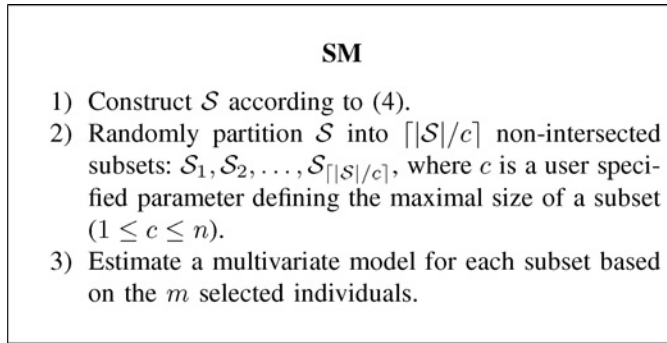 SM
1) Construct 𝒮 according to (4).
2) Randomly partition 𝒮 into ⌈|𝒮|/c⌉ non-intersected
subsets: 𝒮₁, 𝒮₂, . . . , 𝒮⌈|𝒮|/c⌉, where c is a user speci-
fied parameter defining the maximal size of a subset
(1 ≤ c ≤ n).
3) Estimate a multivariate model for each subset based
on the m selected individuals.